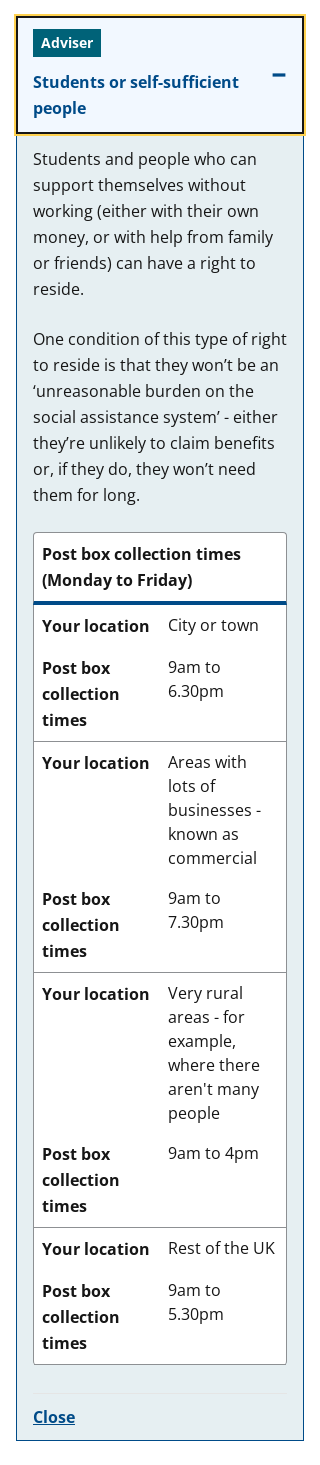 Adviser
Students or self-sufficient
people
Students and people who can
support themselves without
working (either with their own
money, or with help from family
or friends) can have a right to
reside.
One condition of this type of right
to reside is that they won’t be an
‘unreasonable burden on the
social assistance system’ - either
they’re unlikely to claim benefits
or, if they do, they won’t need
them for long.
Post box collection times
(Monday to Friday)
Your location City or town
Post box 9am to
collection 6.30pm
times
Your location Areas with
lots of
businesses -
known as
commercial
Post box 9am to
collection 7.30pm
times
Your location Very rural
areas - for
example,
where there
aren't many
people
Post box 9am to 4pm
collection
times
Your location Rest of the UK
Post box 9am to
collection 5.30pm
times
Close